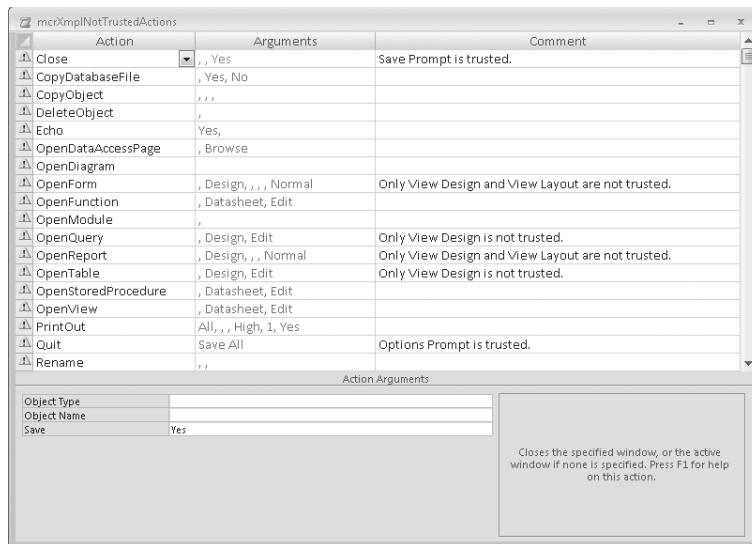 mcrXmplNotTrustedActions
Action Arguments Comment
Close , , Yes Save Prompt is trusted.
CopyDatabaseFile , Yes, No
CopyObject , , ,
DeleteObject ,
Echo Yes,
OpenDataAccessPage , Browse
OpenDiagram
OpenForm , Design, , , , Normal Only View Design and View Layout are not trusted.
OpenFunction , Datasheet, Edit
OpenModule ,
OpenQuery , Design, Edit Only View Design is not trusted.
OpenReport , Design, , , Normal Only View Design and View Layout are not trusted.
OpenTable , Design, Edit Only View Design is not trusted.
OpenStoredProcedure , Datasheet, Edit
OpenView , Datasheet, Edit
PrintOut All, , , High, 1, Yes
Quit Save All Options Prompt is trusted.
Rename , ,
Action Arguments
Object Type
Object Name
Save Yes
Closes the specified window, or the active
window if none is specified. Press F1 for help
on this action.